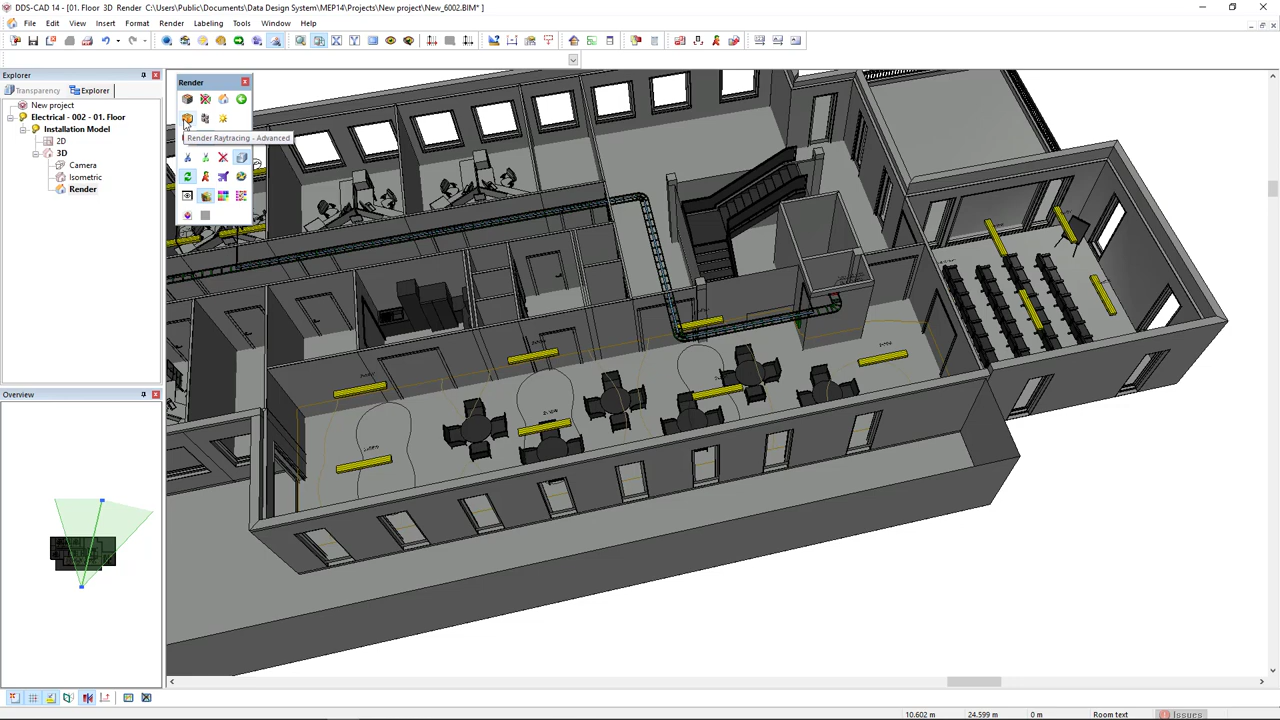 DDS-CAD 14 - [01. Floor 3D Render C:\Users\Public\Documents\Data Design System\MEP14\Projects\New project\New_6002.BIM* ]
File Edit View Insert Format Render Labeling Tools Window Help
Explorer
Transparency Explorer
New project
Electrical - 002 - 01. Floor
Installation Model
2D
3D
Camera
Isometric
Render
Render
Render Raytracing - Advanced
Overview
10.602 m 24.599 m 0 m Room text Issues